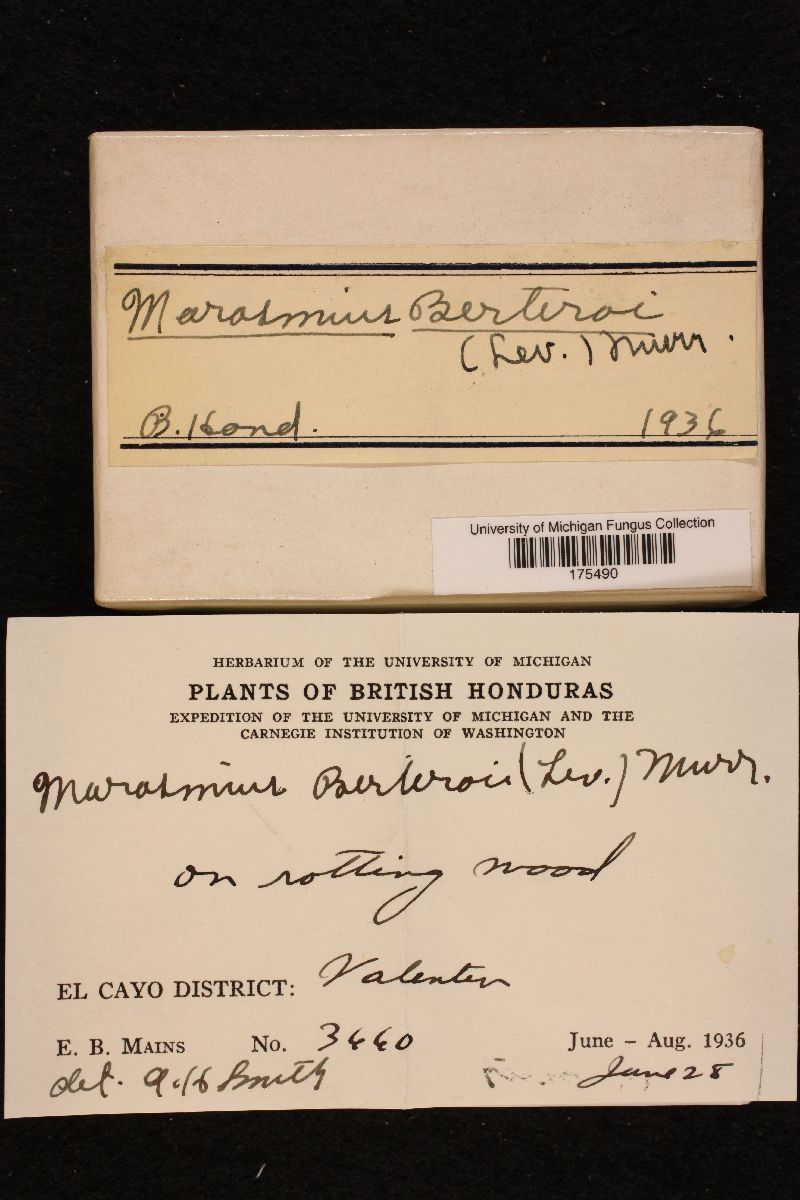 Marasmius Berteroi
(Lev.) Murr.
B. Hond. 1936
University of Michigan Fungus Collection
175490
HERBARIUM OF THE UNIVERSITY OF MICHIGAN
PLANTS OF BRITISH HONDURAS
EXPEDITION OF THE UNIVERSITY OF MICHIGAN AND THE
CARNEGIE INSTITUTION OF WASHINGTON
Marasmius Berteroii (Lev.) Murr.
on rotting wood
EL CAYO DISTRICT: Valentin
E. B. MAINS No. 3660 June - Aug. 1936
det. A. H. Smith June 28